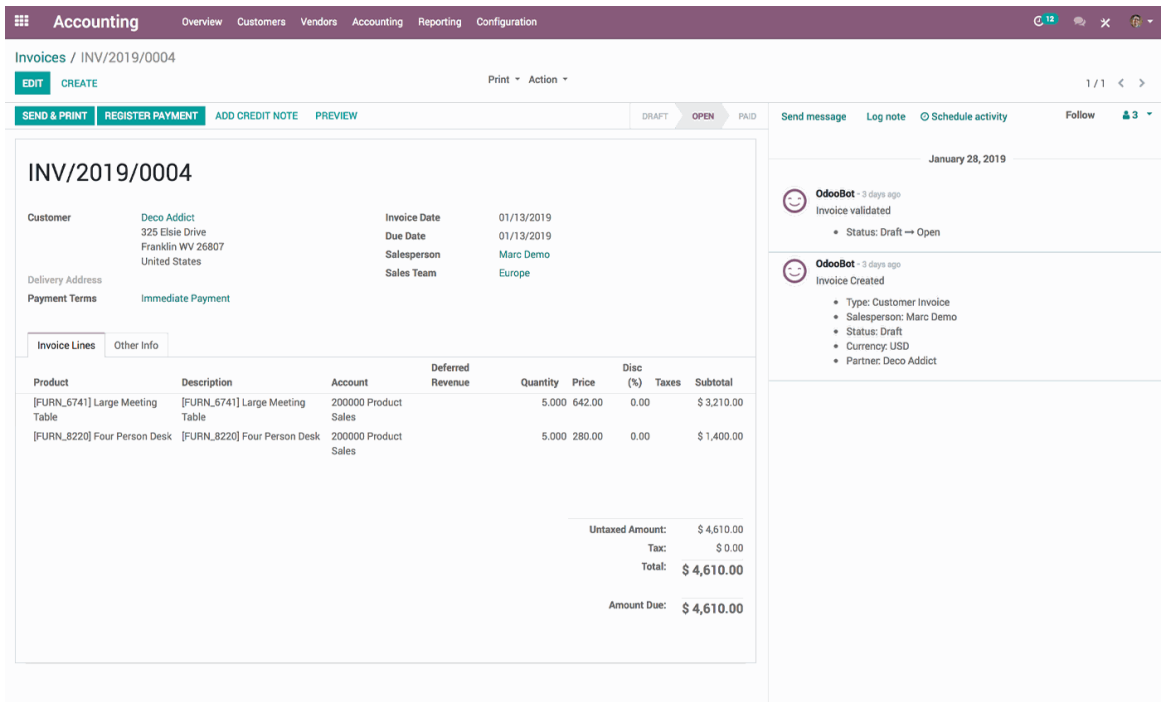 Accounting Overview Customers Vendors Accounting Reporting Configuration 12
Invoices / INV/2019/0004
EDIT CREATE Print Action 1 / 1
SEND & PRINT REGISTER PAYMENT ADD CREDIT NOTE PREVIEW DRAFT OPEN PAID
INV/2019/0004
Customer Deco Addict
325 Elsie Drive
Franklin WV 26807
United States
Delivery Address
Payment Terms Immediate Payment
Invoice Date 01/13/2019
Due Date 01/13/2019
Salesperson Marc Demo
Sales Team Europe
Invoice Lines Other Info
Product Description Account Deferred Revenue Quantity Price Disc (%) Taxes Subtotal
[FURN_6741] Large Meeting Table [FURN_6741] Large Meeting Table 200000 Product Sales 5.000 642.00 0.00 $ 3,210.00
[FURN_8220] Four Person Desk [FURN_8220] Four Person Desk 200000 Product Sales 5.000 280.00 0.00 $ 1,400.00
Untaxed Amount: $ 4,610.00
Tax: $ 0.00
Total: $ 4,610.00
Amount Due: $ 4,610.00
Send message Log note Schedule activity Follow 3
January 28, 2019
OdooBot - 3 days ago
Invoice validated
• Status: Draft → Open
OdooBot - 3 days ago
Invoice Created
• Type: Customer Invoice
• Salesperson: Marc Demo
• Status: Draft
• Currency: USD
• Partner: Deco Addict